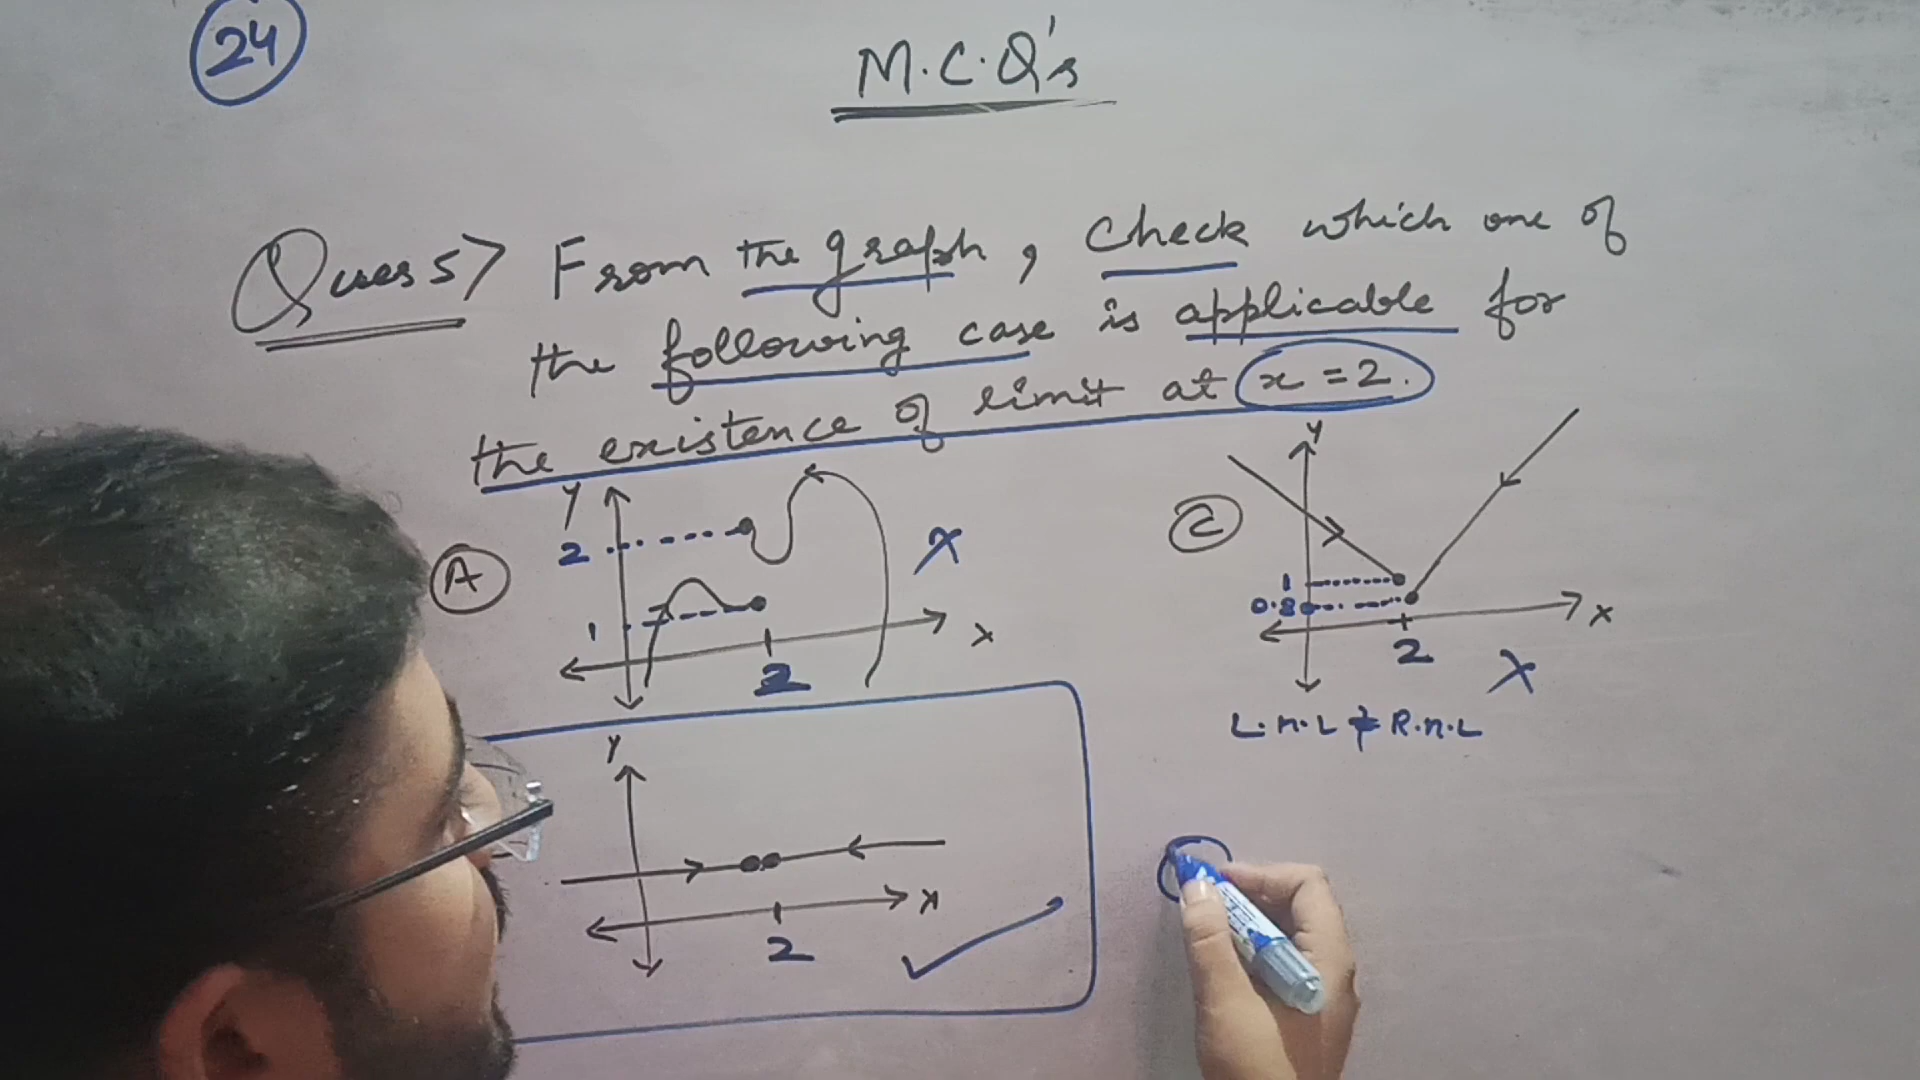 24
M.C.Q's
Ques 5> From the graph, check which one of
the following case is applicable for
the existence of limit at x = 2.
A
y
2
1
x
2
X
C
y
1
0.8
x
2
X
L.H.L ≠ R.H.L
y
x
2